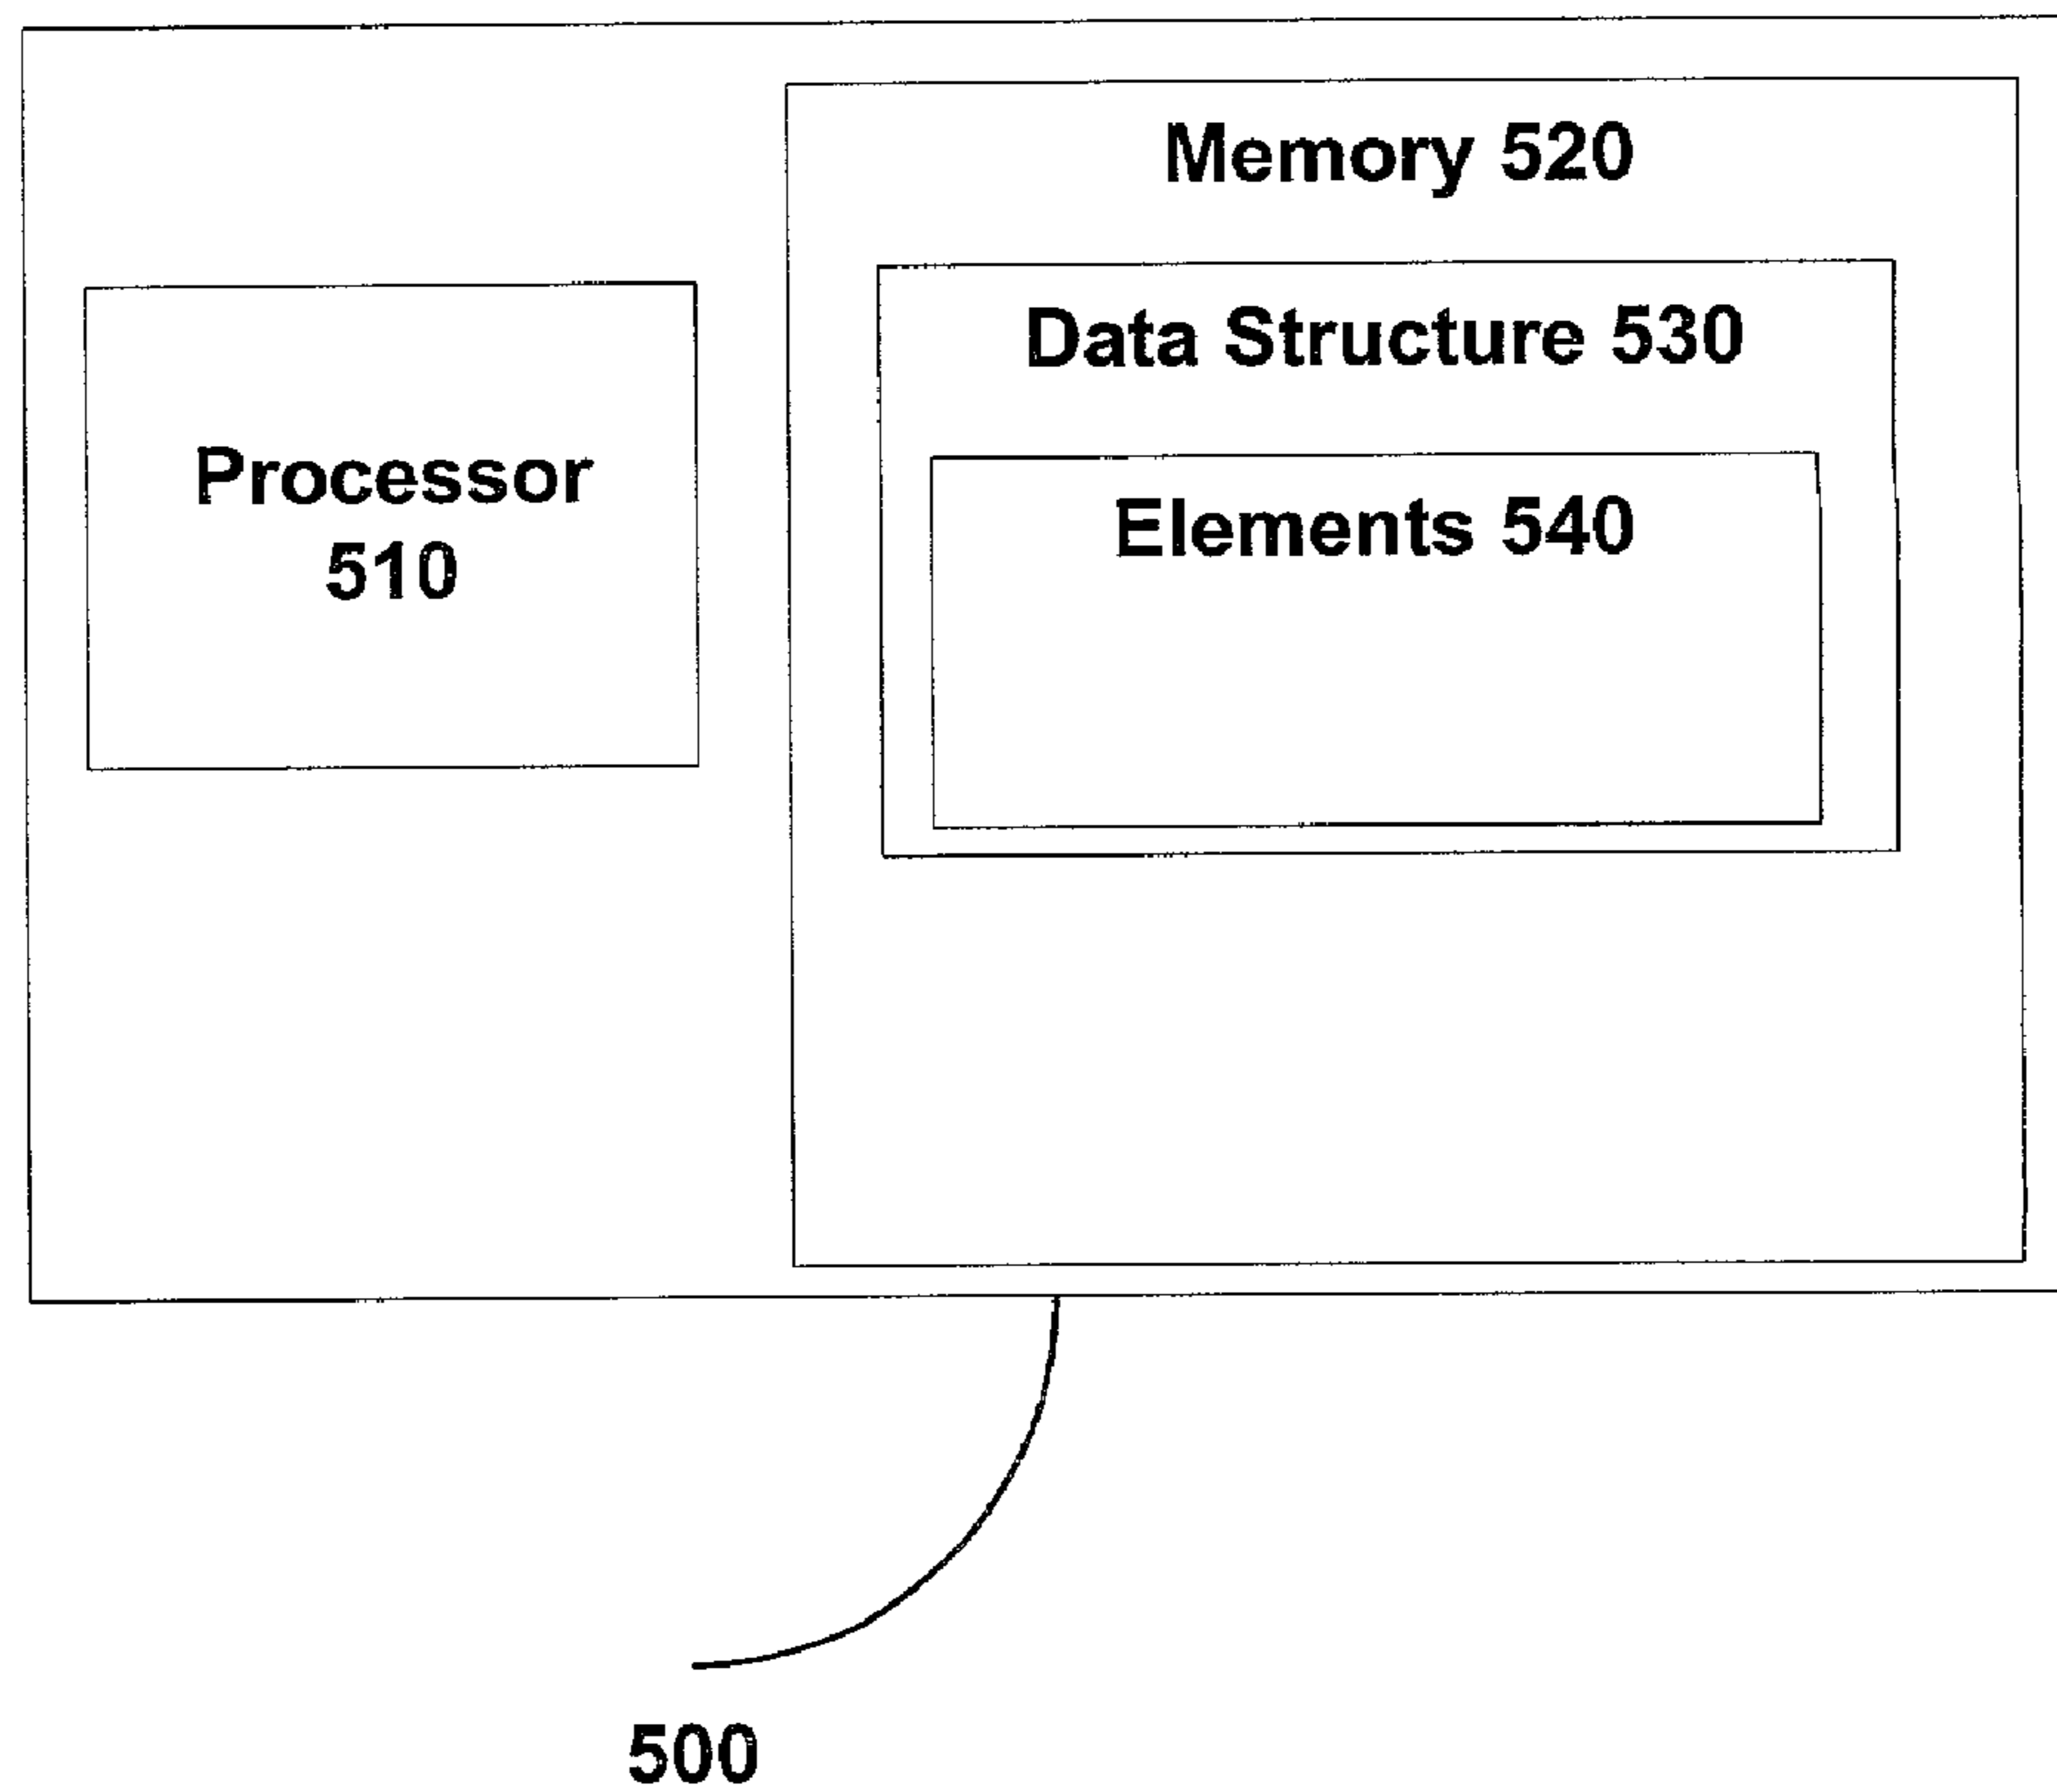 Memory 520
Data Structure 530
Processor
510
Elements 540
500